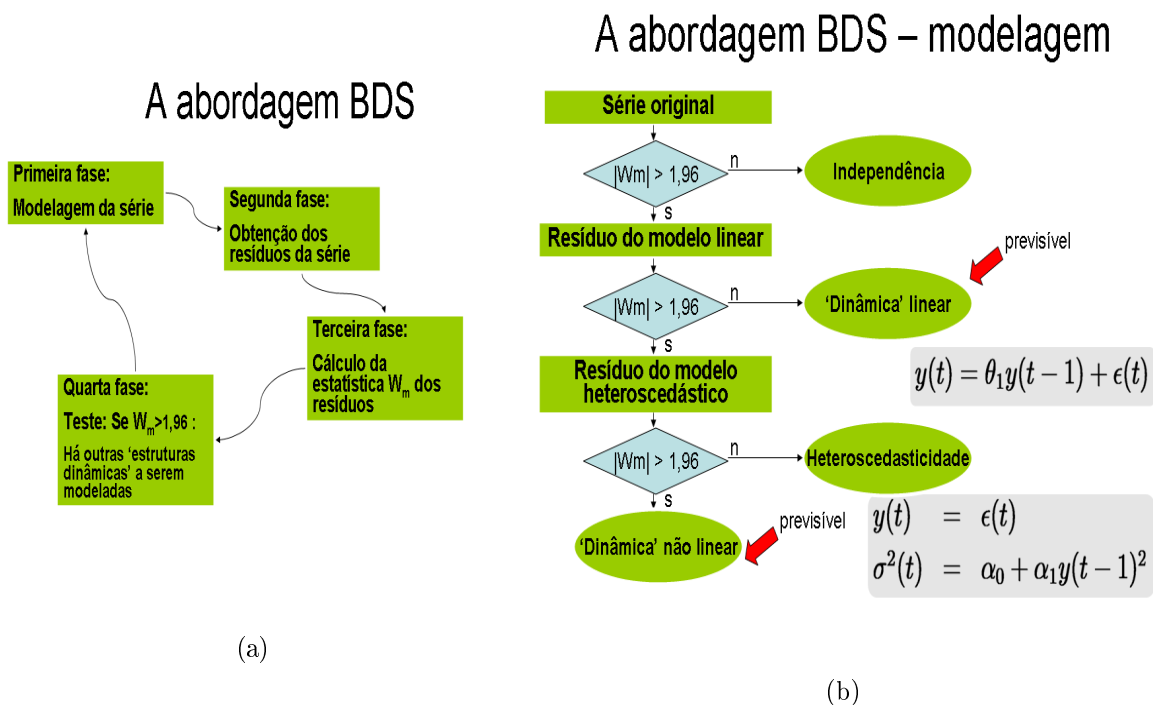 A abordagem BDS
Primeira fase:
Modelagem da série
Segunda fase:
Obtenção dos
resíduos da série
Terceira fase:
Cálculo da
estatística Wₘ dos
resíduos
Quarta fase:
Teste: Se Wₘ>1,96 :
Há outras ‘estruturas
dinâmicas’ a serem
modeladas
(a)
A abordagem BDS – modelagem
Série original
|Wm| > 1,96
n
Independência
s
Resíduo do modelo linear
previsível
|Wm| > 1,96
n
‘Dinâmica’ linear
s
y(t) = θ₁y(t − 1) + ϵ(t)
Resíduo do modelo
heteroscedástico
|Wm| > 1,96
n
Heteroscedasticidade
s
previsível
‘Dinâmica’ não linear
y(t) = ϵ(t)
σ²(t) = α₀ + α₁y(t − 1)²
(b)